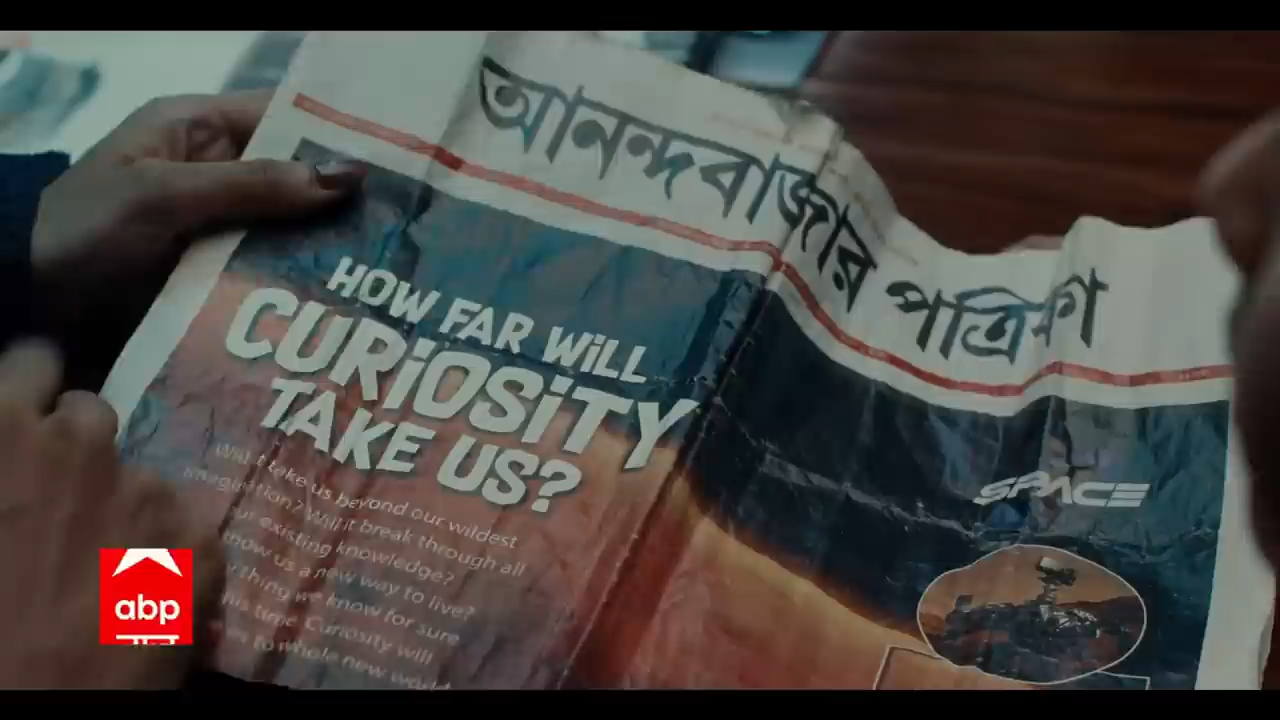 আনন্দবাজার পত্রিকা
HOW FAR WiLL
CURiOSiTY
TAKE US?
Will it take us beyond our wildest
imagination? Will it break through all
our existing knowledge?
show us a new way to live?
thing we know for sure
this time Curiosity will
to whole new world
SPACE
abp